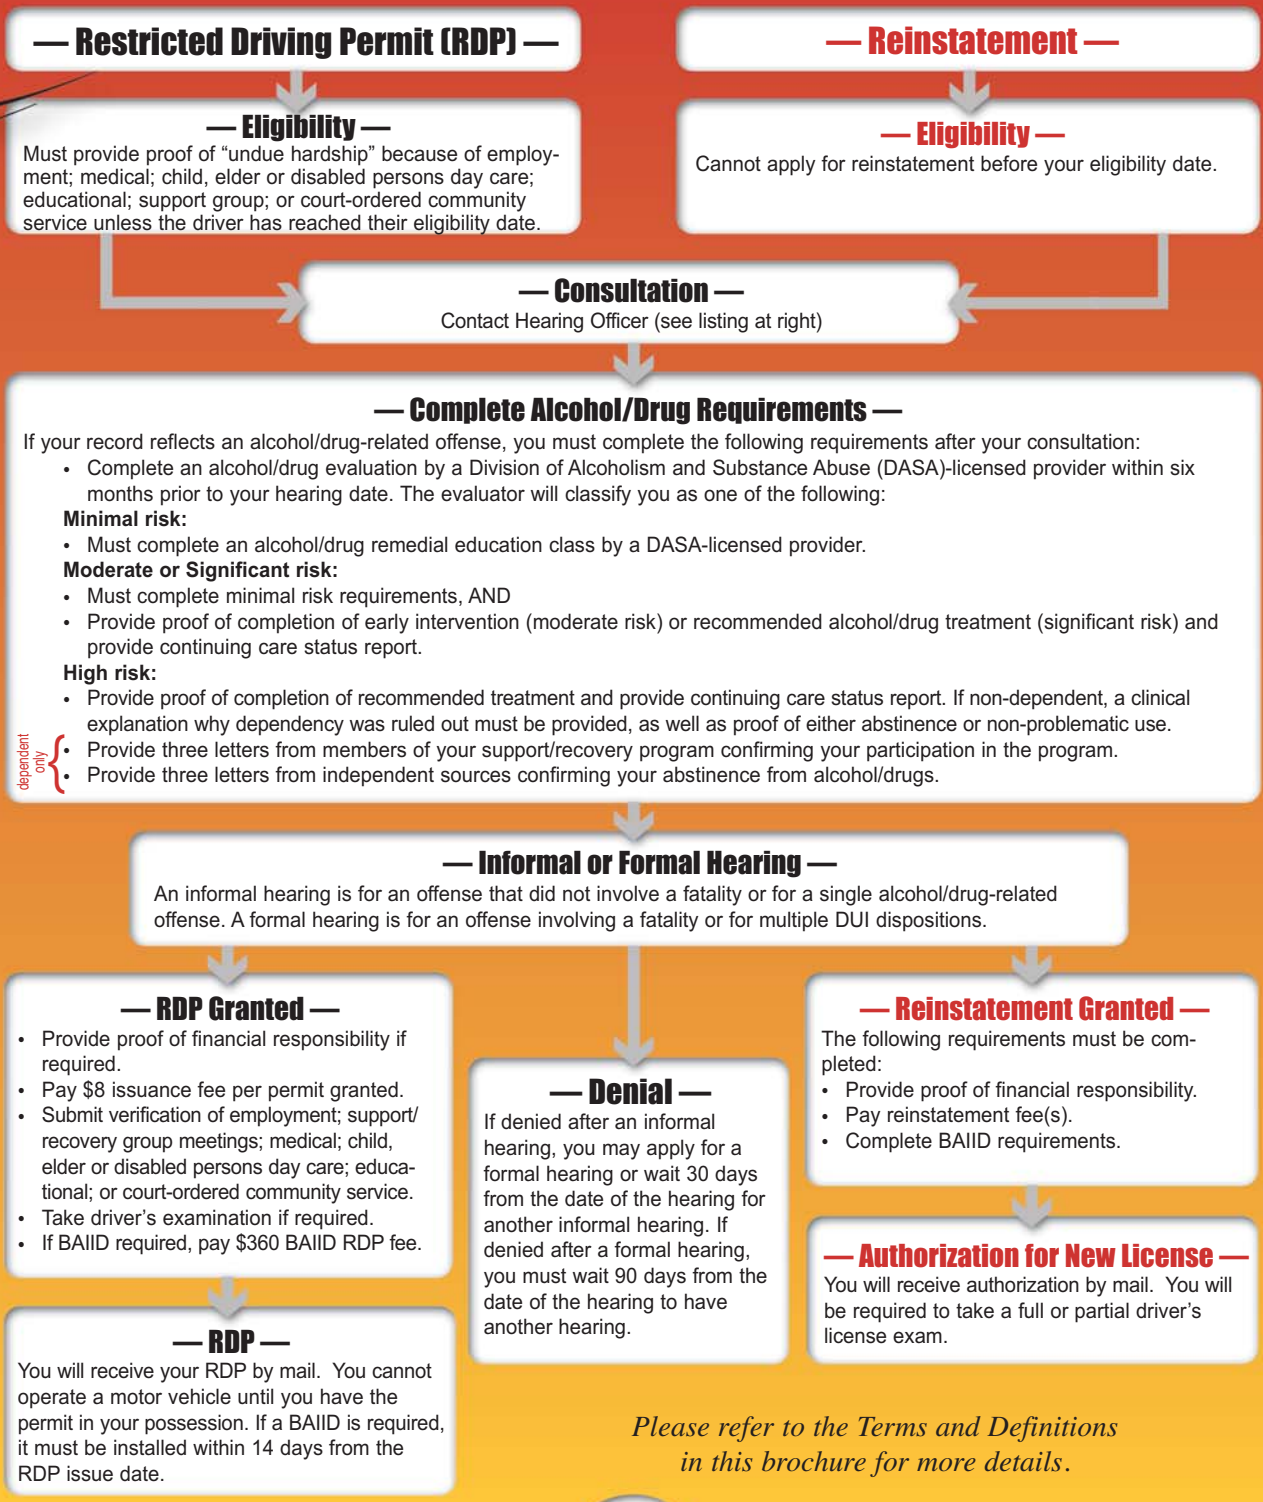 — Restricted Driving Permit (RDP) —
— Reinstatement —
— Eligibility —
Must provide proof of “undue hardship” because of employ-
ment; medical; child, elder or disabled persons day care;
educational; support group; or court-ordered community
service unless the driver has reached their eligibility date.
— Eligibility —
Cannot apply for reinstatement before your eligibility date.
— Consultation —
Contact Hearing Officer (see listing at right)
— Complete Alcohol/Drug Requirements —
If your record reflects an alcohol/drug-related offense, you must complete the following requirements after your consultation:
• Complete an alcohol/drug evaluation by a Division of Alcoholism and Substance Abuse (DASA)-licensed provider within six
months prior to your hearing date. The evaluator will classify you as one of the following:
Minimal risk:
• Must complete an alcohol/drug remedial education class by a DASA-licensed provider.
Moderate or Significant risk:
• Must complete minimal risk requirements, AND
• Provide proof of completion of early intervention (moderate risk) or recommended alcohol/drug treatment (significant risk) and
provide continuing care status report.
High risk:
• Provide proof of completion of recommended treatment and provide continuing care status report. If non-dependent, a clinical
explanation why dependency was ruled out must be provided, as well as proof of either abstinence or non-problematic use.
dependent
only
• Provide three letters from members of your support/recovery program confirming your participation in the program.
• Provide three letters from independent sources confirming your abstinence from alcohol/drugs.
— Informal or Formal Hearing —
An informal hearing is for an offense that did not involve a fatality or for a single alcohol/drug-related
offense. A formal hearing is for an offense involving a fatality or for multiple DUI dispositions.
— RDP Granted —
• Provide proof of financial responsibility if
required.
• Pay $8 issuance fee per permit granted.
• Submit verification of employment; support/
recovery group meetings; medical; child,
elder or disabled persons day care; educa-
tional; or court-ordered community service.
• Take driver’s examination if required.
• If BAIID required, pay $360 BAIID RDP fee.
— RDP —
You will receive your RDP by mail. You cannot
operate a motor vehicle until you have the
permit in your possession. If a BAIID is required,
it must be installed within 14 days from the
RDP issue date.
— Denial —
If denied after an informal
hearing, you may apply for a
formal hearing or wait 30 days
from the date of the hearing for
another informal hearing. If
denied after a formal hearing,
you must wait 90 days from the
date of the hearing to have
another hearing.
— Reinstatement Granted —
The following requirements must be com-
pleted:
• Provide proof of financial responsibility.
• Pay reinstatement fee(s).
• Complete BAIID requirements.
— Authorization for New License —
You will receive authorization by mail. You will
be required to take a full or partial driver’s
license exam.
Please refer to the Terms and Definitions
in this brochure for more details.